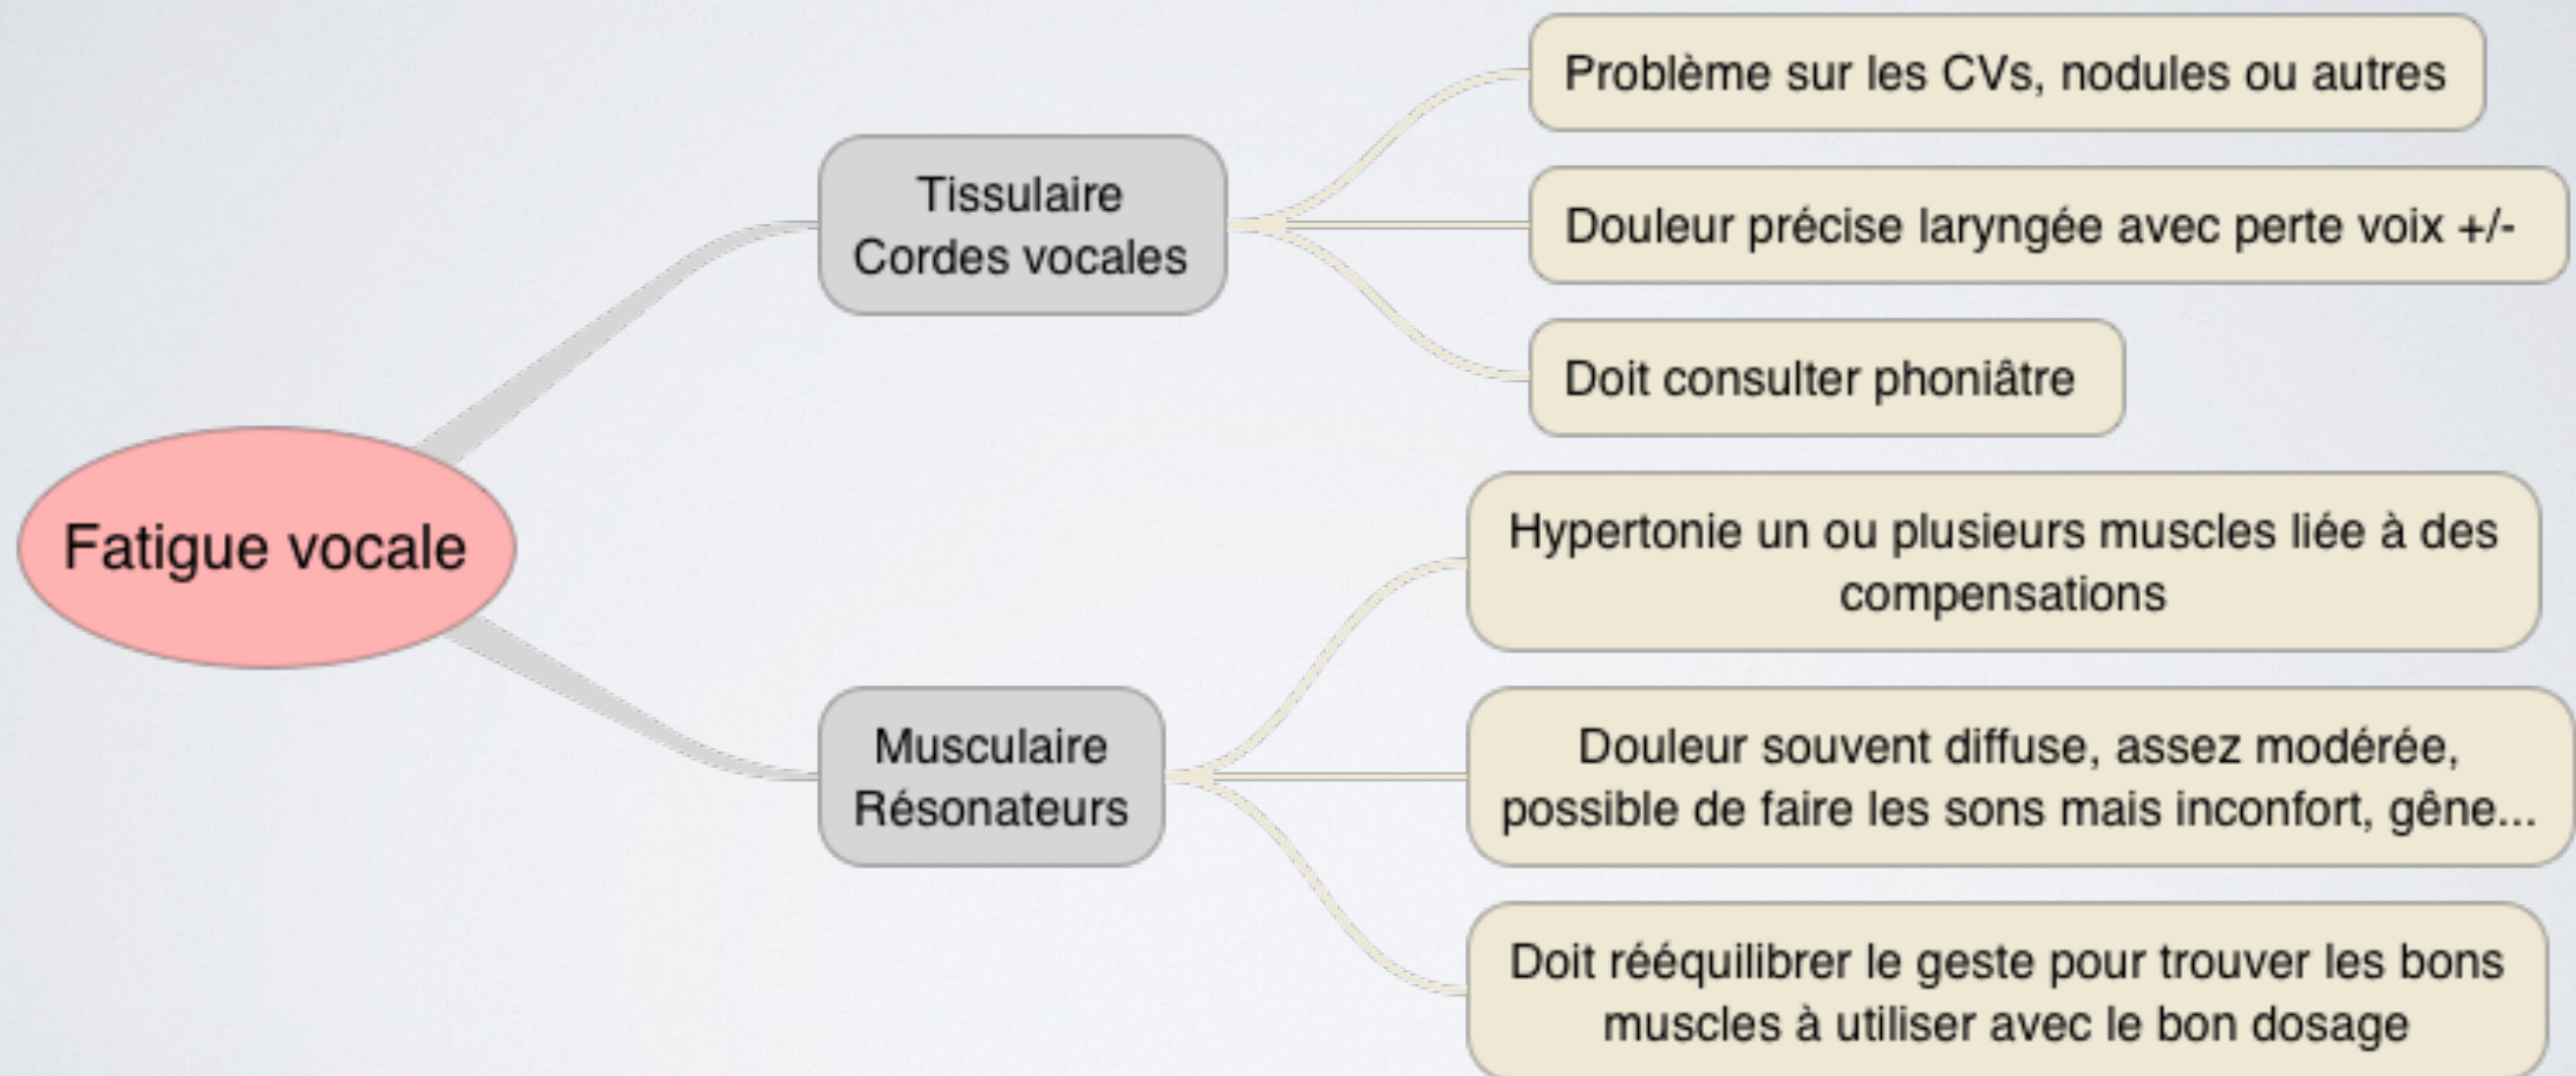 Fatigue vocale
Tissulaire
Cordes vocales
Problème sur les CVs, nodules ou autres
Douleur précise laryngée avec perte voix +/-
Doit consulter phoniâtre
Musculaire
Résonateurs
Hypertonie un ou plusieurs muscles liée à des
compensations
Douleur souvent diffuse, assez modérée,
possible de faire les sons mais inconfort, gêne...
Doit rééquilibrer le geste pour trouver les bons
muscles à utiliser avec le bon dosage